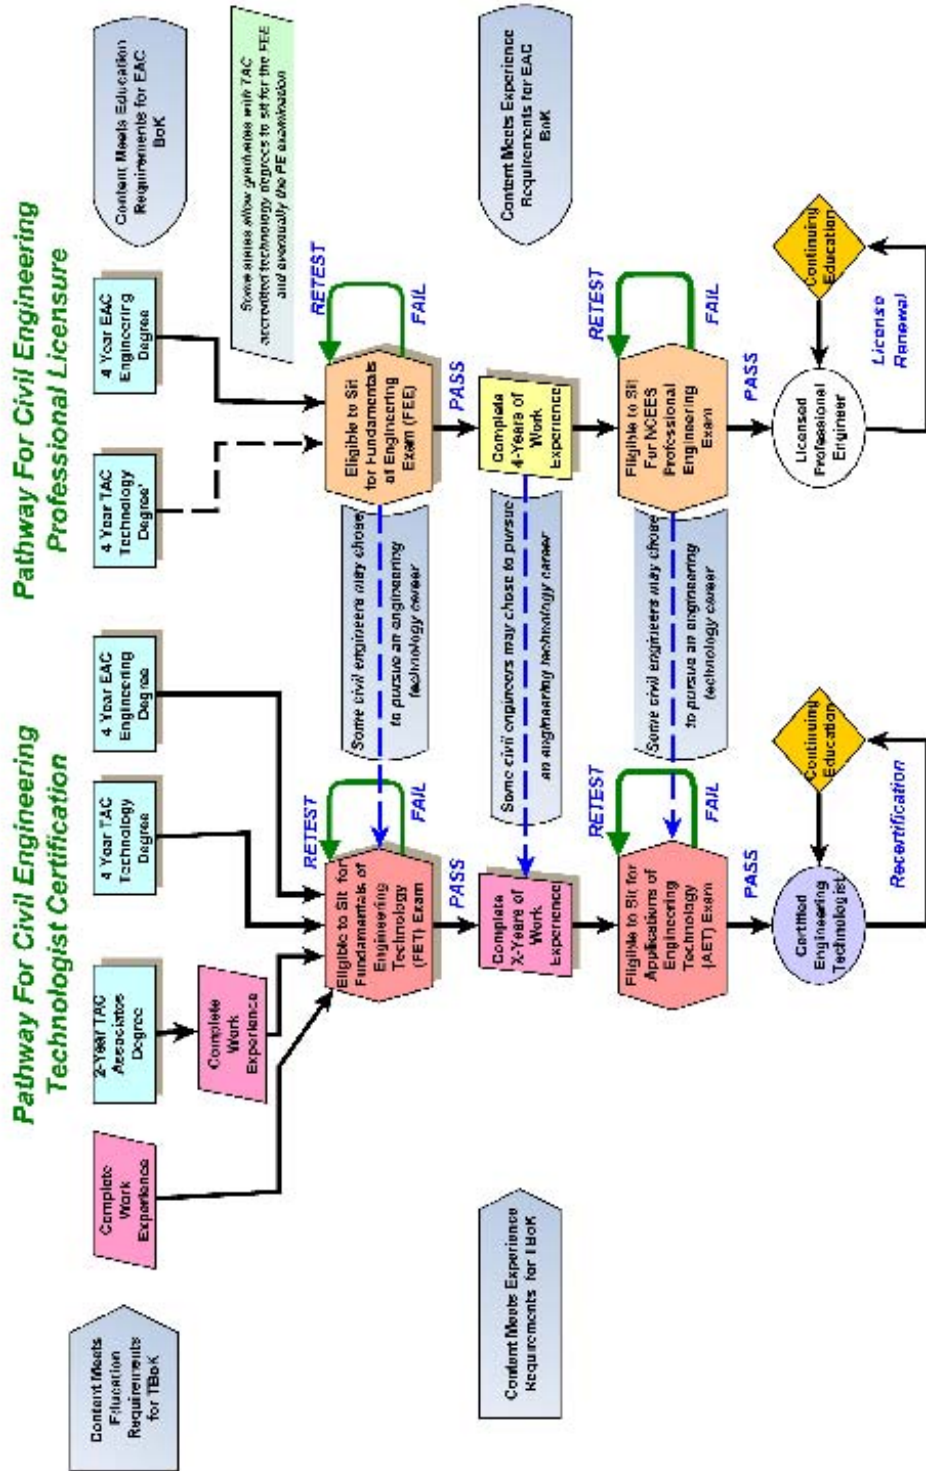 Pathway For Civil Engineering
Technologist Certification
Pathway For Civil Engineering
Professional Licensure
Content Meets
Education
Requirements
for TBoK
Complete
Work
Experience
2-Year TAC
Associates
Degree
4 Year TAC
Technology
Degree
4 Year EAC
Engineering
Degree
4 Year TAC
Technology
Degree'
4 Year EAC
Engineering
Degree
Content Meets Education
Requirements for EAC
BoK
Complete
Work
Experience
Some states allow graduates with TAC
accredited technology degrees to sit for the FEE
and eventually the PE examination
Eligible to Sit for
Fundamentals of
Engineering
Technology
(FET) Exam
RETEST
FAIL
PASS
Some civil engineers may chose
to pursue an engineering
technology career
Eligible to Sit
for Fundamentals
of Engineering
Exam (FEE)
RETEST
FAIL
PASS
Content Meets Experience
Requirements for TBoK
Complete
X-Years of
Work
Experience
Some civil engineers may chose to pursue
an engineering technology career
Complete
4-Years of
Work
Experience
Content Meets Experience
Requirements for EAC
BoK
Eligible to Sit for
Applications of
Engineering
Technology
(AET) Exam
RETEST
FAIL
PASS
Some civil engineers may chose
to pursue an engineering
technology career
Eligible to Sit
For NCEES
Professional
Engineering
Exam
RETEST
FAIL
PASS
Certified
Engineering
Technologist
Continuing
Education
Recertification
Licensed
Professional
Engineer
Continuing
Education
License
Renewal